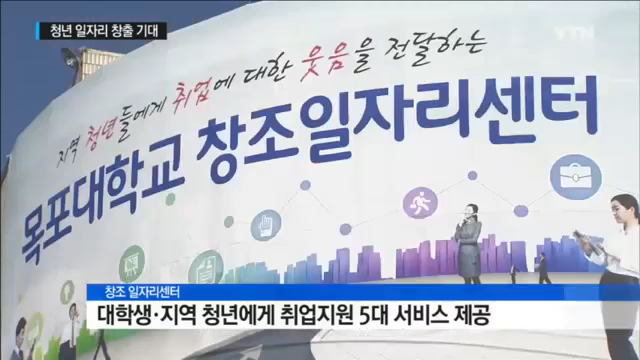 청년 일자리 창출 기대
YTN
지역 청년들에게 취업에 대한 웃음을 전달하는
목포대학교 창조일자리센터
창조 일자리센터
대학생·지역 청년에게 취업지원 5대 서비스 제공